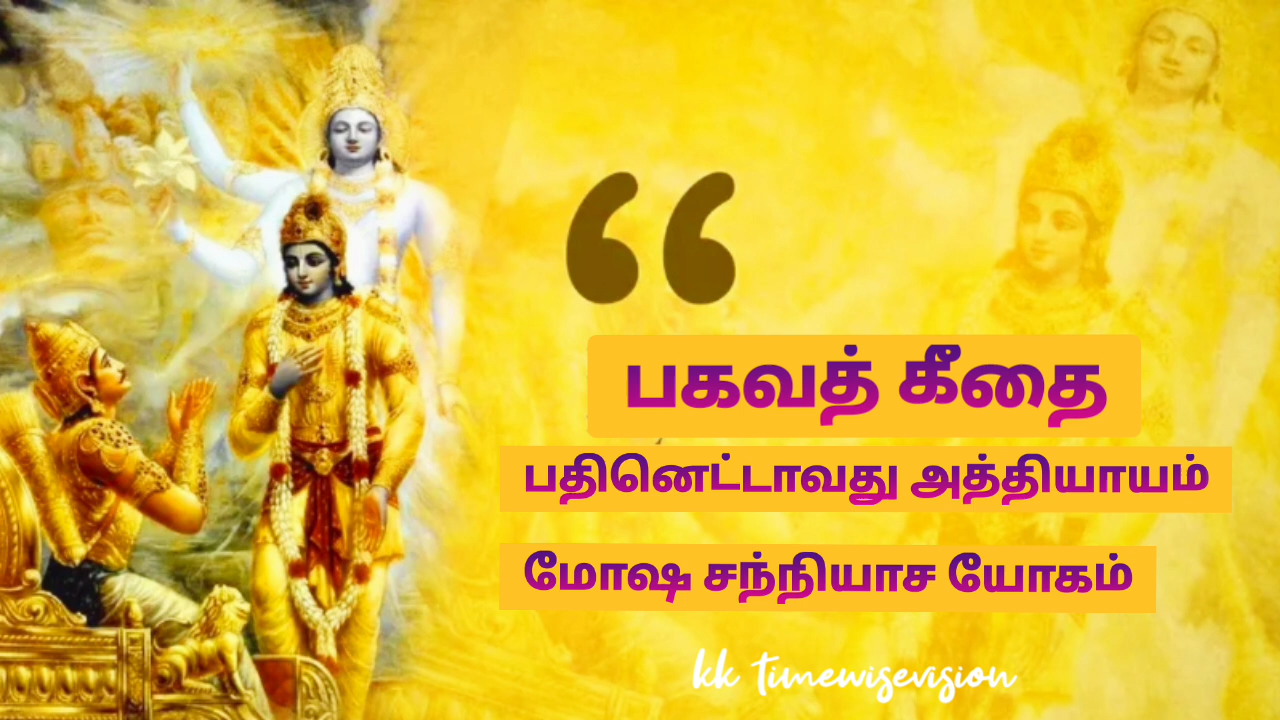 “
பகவத் கீதை
பதினெட்டாவது அத்தியாயம்
மோஷ சந்நியாச யோகம்
kk timewisevision